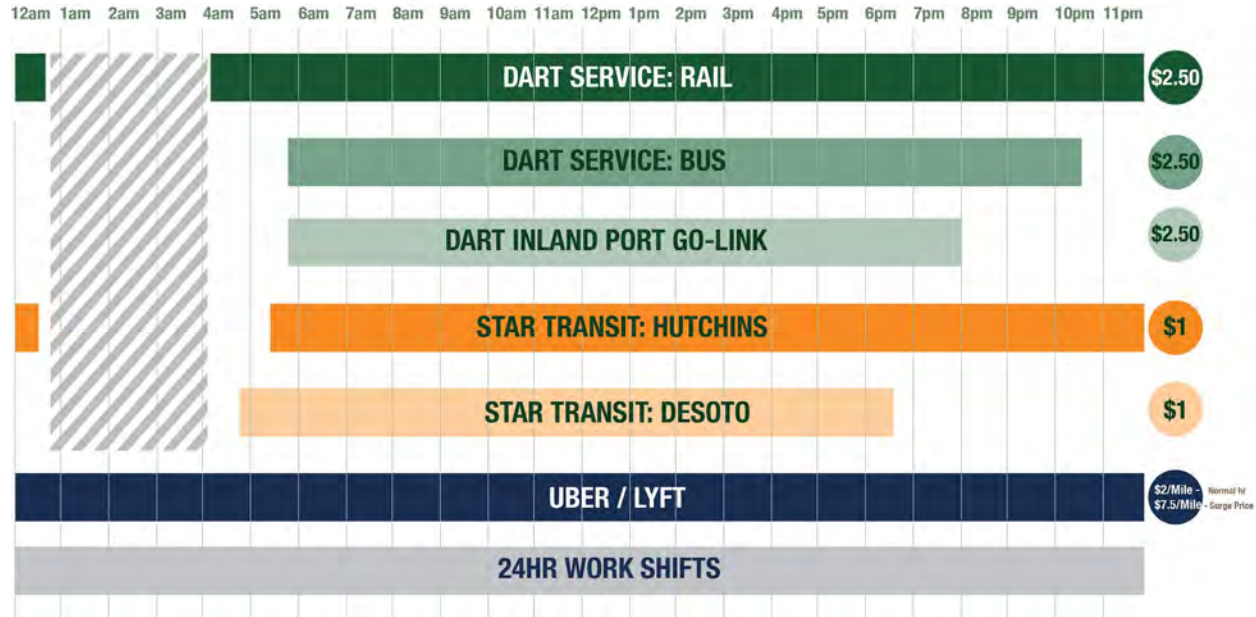 12am 1am 2am 3am 4am 5am 6am 7am 8am 9am 10am 11am 12pm 1pm 2pm 3pm 4pm 5pm 6pm 7pm 8pm 9pm 10pm 11pm
DART SERVICE: RAIL $2.50
DART SERVICE: BUS $2.50
DART INLAND PORT GO-LINK $2.50
STAR TRANSIT: HUTCHINS $1
STAR TRANSIT: DESOTO $1
UBER / LYFT
$2/Mile - Normal hr
$7.5/Mile - Surge Price
24HR WORK SHIFTS